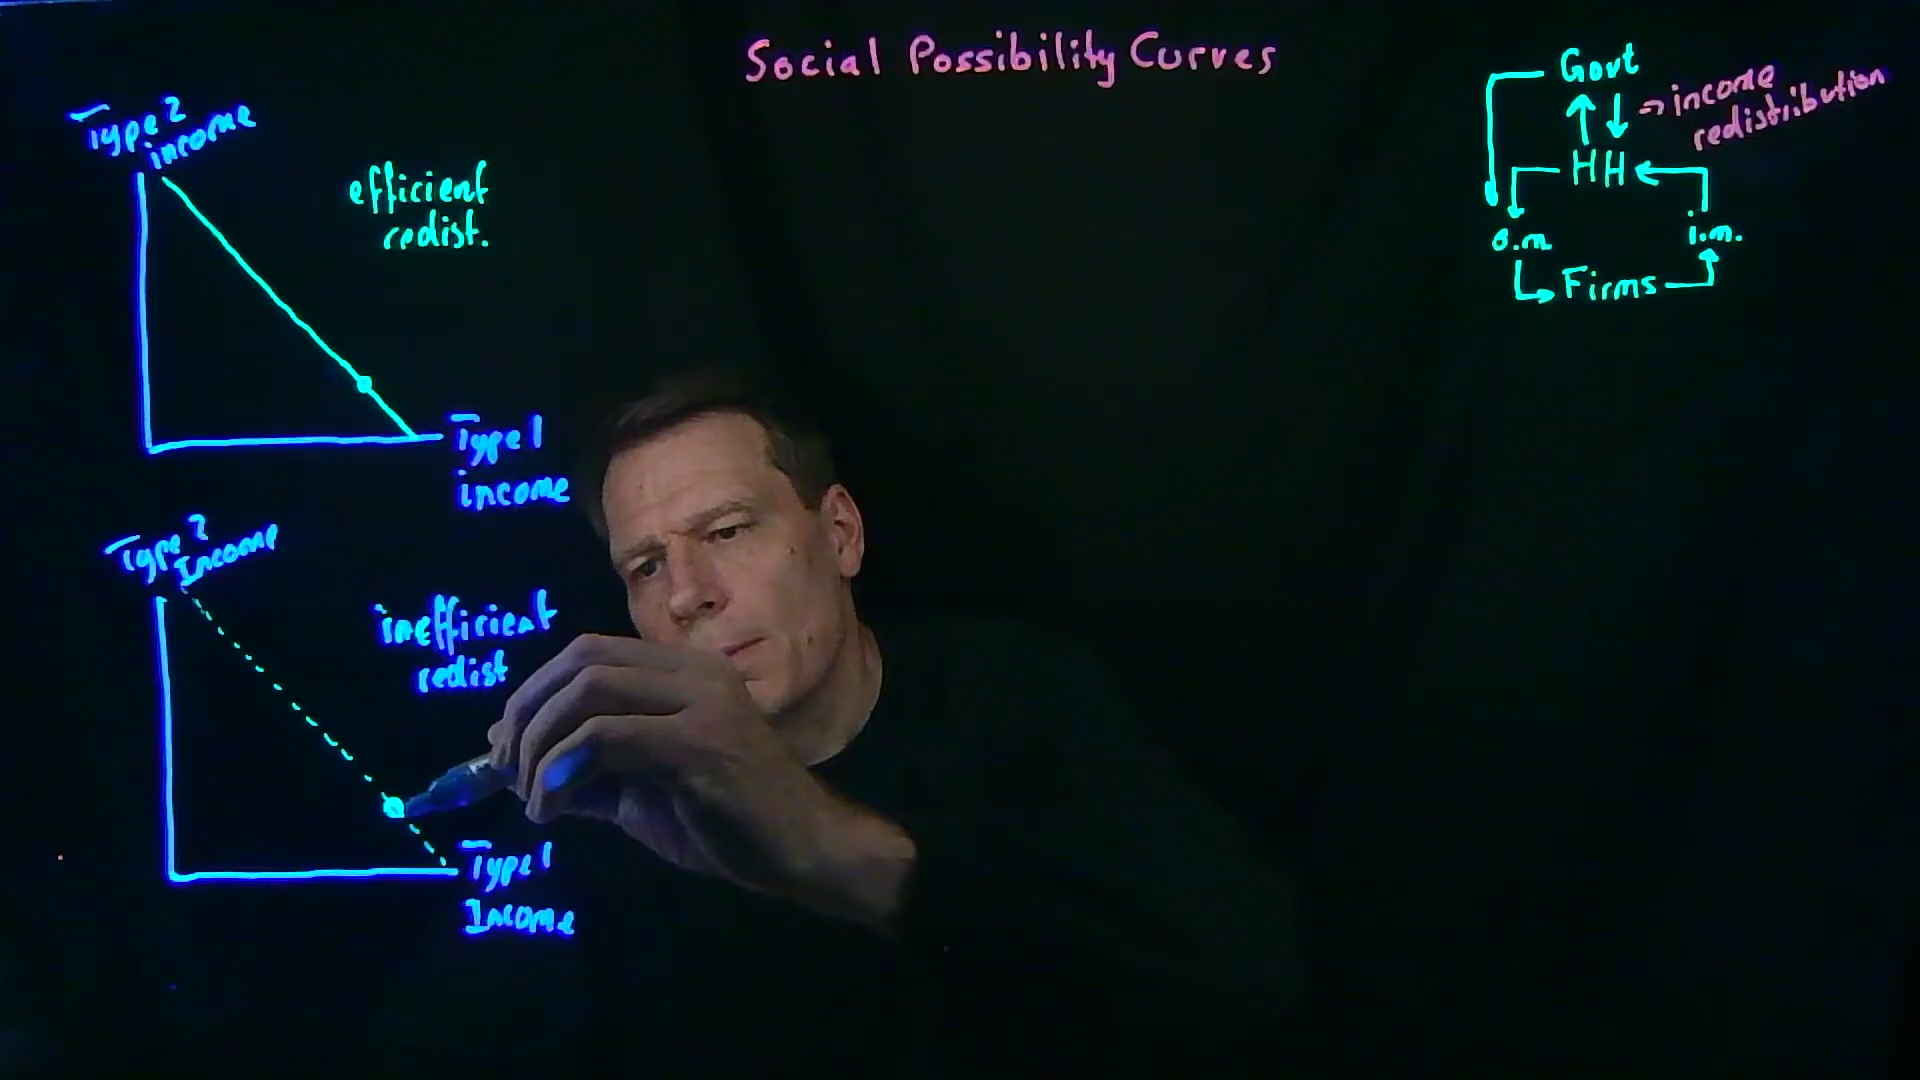 Social Possibility Curves
Type 2
income
efficient
redist.
Type 1
income
Type 2
Income
inefficient
redist
Type 1
Income
Govt
⇒ income
redistribution
HH
o.m
i.m.
Firms